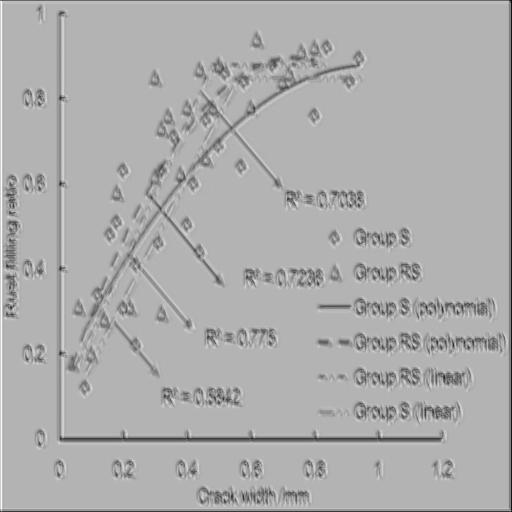 1
0.8
0.6
0.4
0.2
0
Rust filling ratio
0 0.2 0.4 0.6 0.8 1 1.2
Crack width /mm
R² = 0.7038
R² = 0.7236
R² = 0.775
R² = 0.5842
Group S
Group RS
Group S (polynomial)
Group RS (polynomial)
Group RS (linear)
Group S (linear)